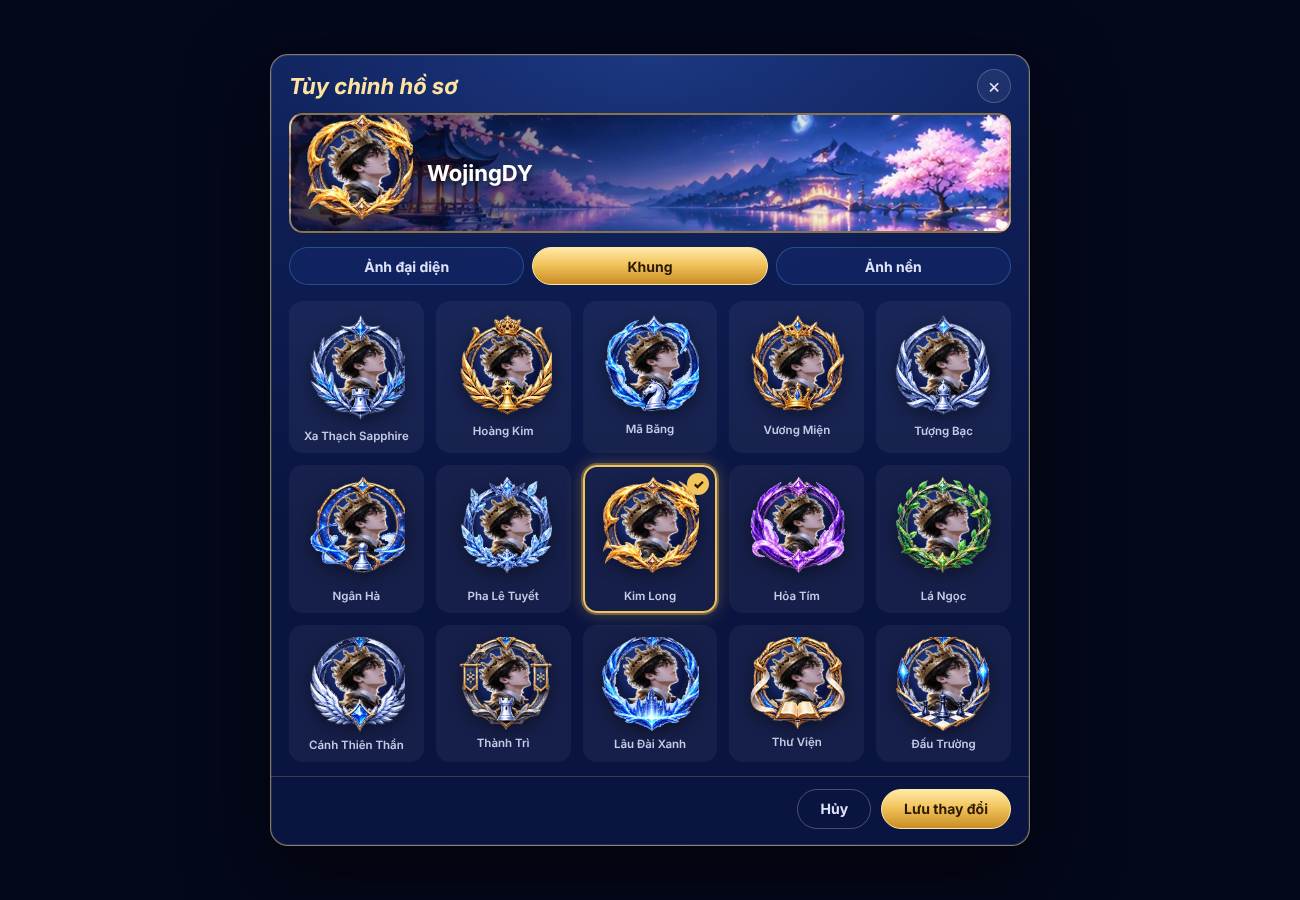 Tùy chỉnh hồ sơ
WojingDY
Ảnh đại diện
Khung
Ảnh nền
Xa Thạch Sapphire
Hoàng Kim
Mã Băng
Vương Miện
Tượng Bạc
Ngân Hà
Pha Lê Tuyết
Kim Long
Hỏa Tím
Lá Ngọc
Cánh Thiên Thần
Thành Trì
Lâu Đài Xanh
Thư Viện
Đấu Trường
Hủy
Lưu thay đổi